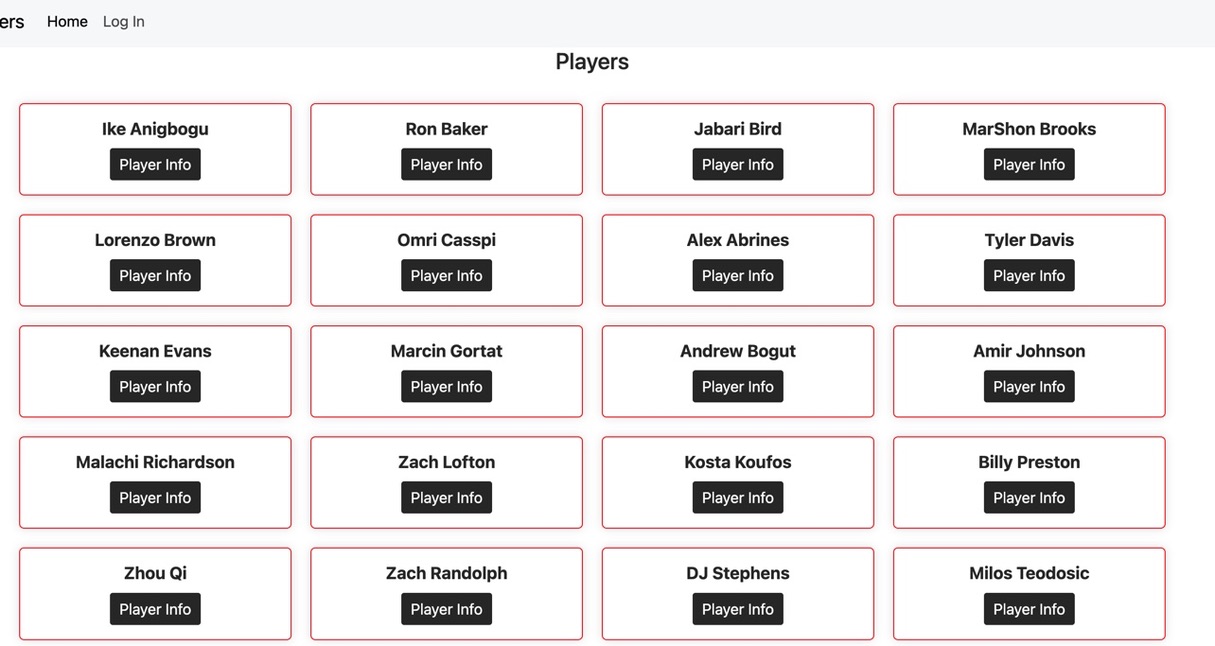 ers Home Log In
Players
Ike Anigbogu Ron Baker Jabari Bird MarShon Brooks
Player Info Player Info Player Info Player Info
Lorenzo Brown Omri Casspi Alex Abrines Tyler Davis
Player Info Player Info Player Info Player Info
Keenan Evans Marcin Gortat Andrew Bogut Amir Johnson
Player Info Player Info Player Info Player Info
Malachi Richardson Zach Lofton Kosta Koufos Billy Preston
Player Info Player Info Player Info Player Info
Zhou Qi Zach Randolph DJ Stephens Milos Teodosic
Player Info Player Info Player Info Player Info